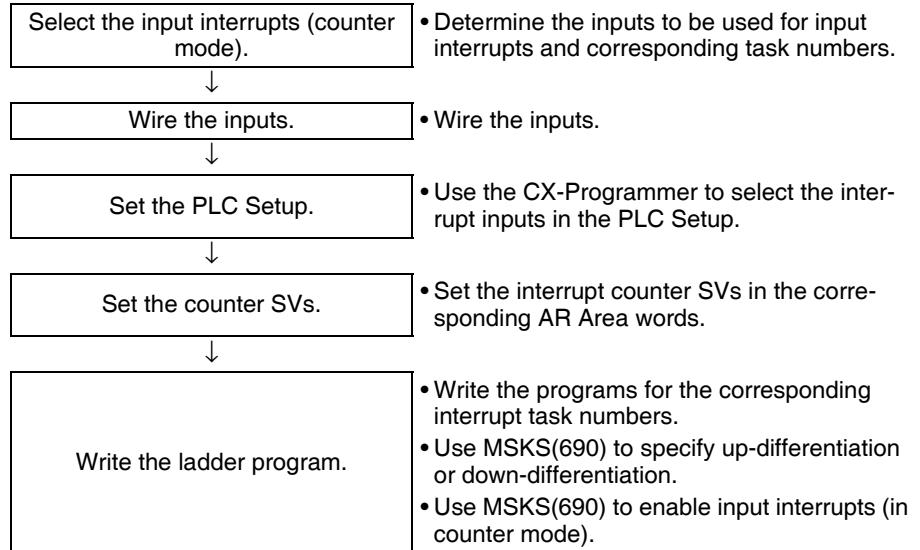 Select the input interrupts (counter
mode).
• Determine the inputs to be used for input
interrupts and corresponding task numbers.
↓
Wire the inputs.
• Wire the inputs.
↓
Set the PLC Setup.
• Use the CX-Programmer to select the inter-
rupt inputs in the PLC Setup.
↓
Set the counter SVs.
• Set the interrupt counter SVs in the corre-
sponding AR Area words.
↓
Write the ladder program.
• Write the programs for the corresponding
interrupt task numbers.
• Use MSKS(690) to specify up-differentiation
or down-differentiation.
• Use MSKS(690) to enable input interrupts (in
counter mode).